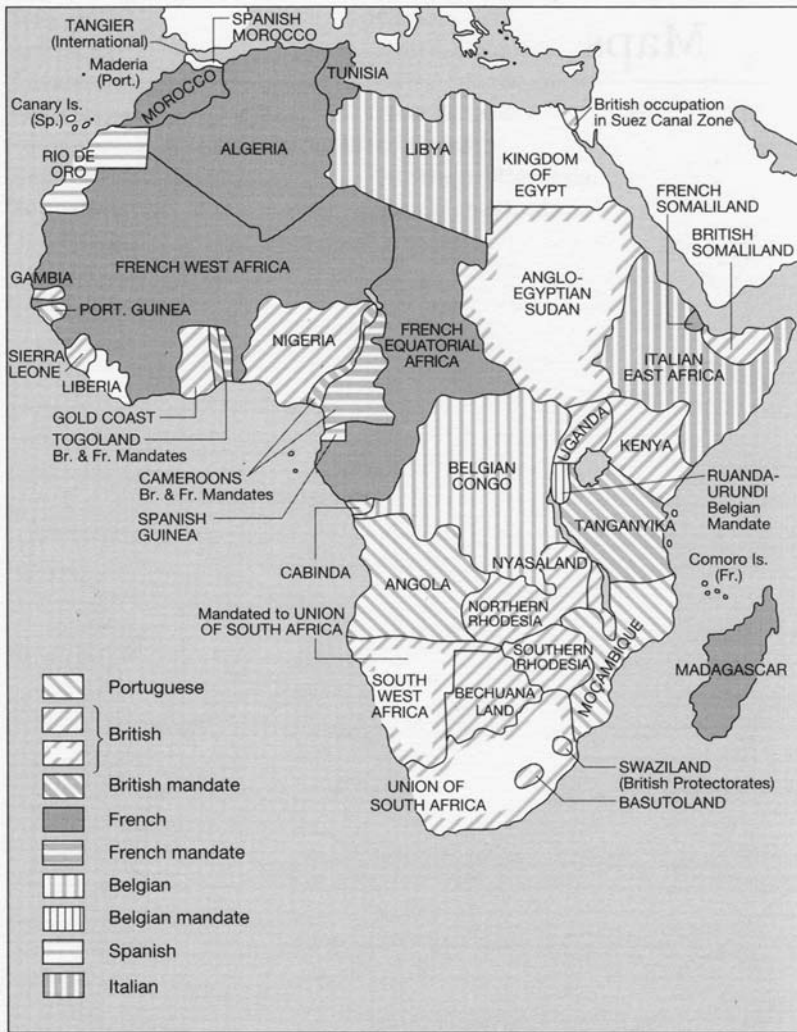 Maps
TANGIER
(International)
SPANISH
MOROCCO
Maderia
(Port.)
Canary Is.
(Sp.)
MOROCCO
TUNISIA
British occupation
in Suez Canal Zone
RIO DE
ORO
ALGERIA
LIBYA
KINGDOM
OF
EGYPT
FRENCH
SOMALILAND
BRITISH
SOMALILAND
FRENCH WEST AFRICA
ANGLO-
EGYPTIAN
SUDAN
GAMBIA
PORT. GUINEA
NIGERIA
FRENCH
EQUATORIAL
AFRICA
SIERRA
LEONE
LIBERIA
ITALIAN
EAST AFRICA
GOLD COAST
TOGOLAND
Br. & Fr. Mandates
CAMEROONS
Br. & Fr. Mandates
SPANISH
GUINEA
UGANDA
KENYA
BELGIAN
CONGO
RUANDA-
URUNDI
Belgian
Mandate
TANGANYIKA
CABINDA
NYASALAND
Comoro Is.
(Fr.)
ANGOLA
Mandated to UNION
OF SOUTH AFRICA
NORTHERN
RHODESIA
SOUTHERN
RHODESIA
MOÇAMBIQUE
MADAGASCAR
SOUTH
WEST
AFRICA
BECHUANA
LAND
SWAZILAND
(British Protectorates)
BASUTOLAND
UNION OF
SOUTH AFRICA
Portuguese
British
British mandate
French
French mandate
Belgian
Belgian mandate
Spanish
Italian